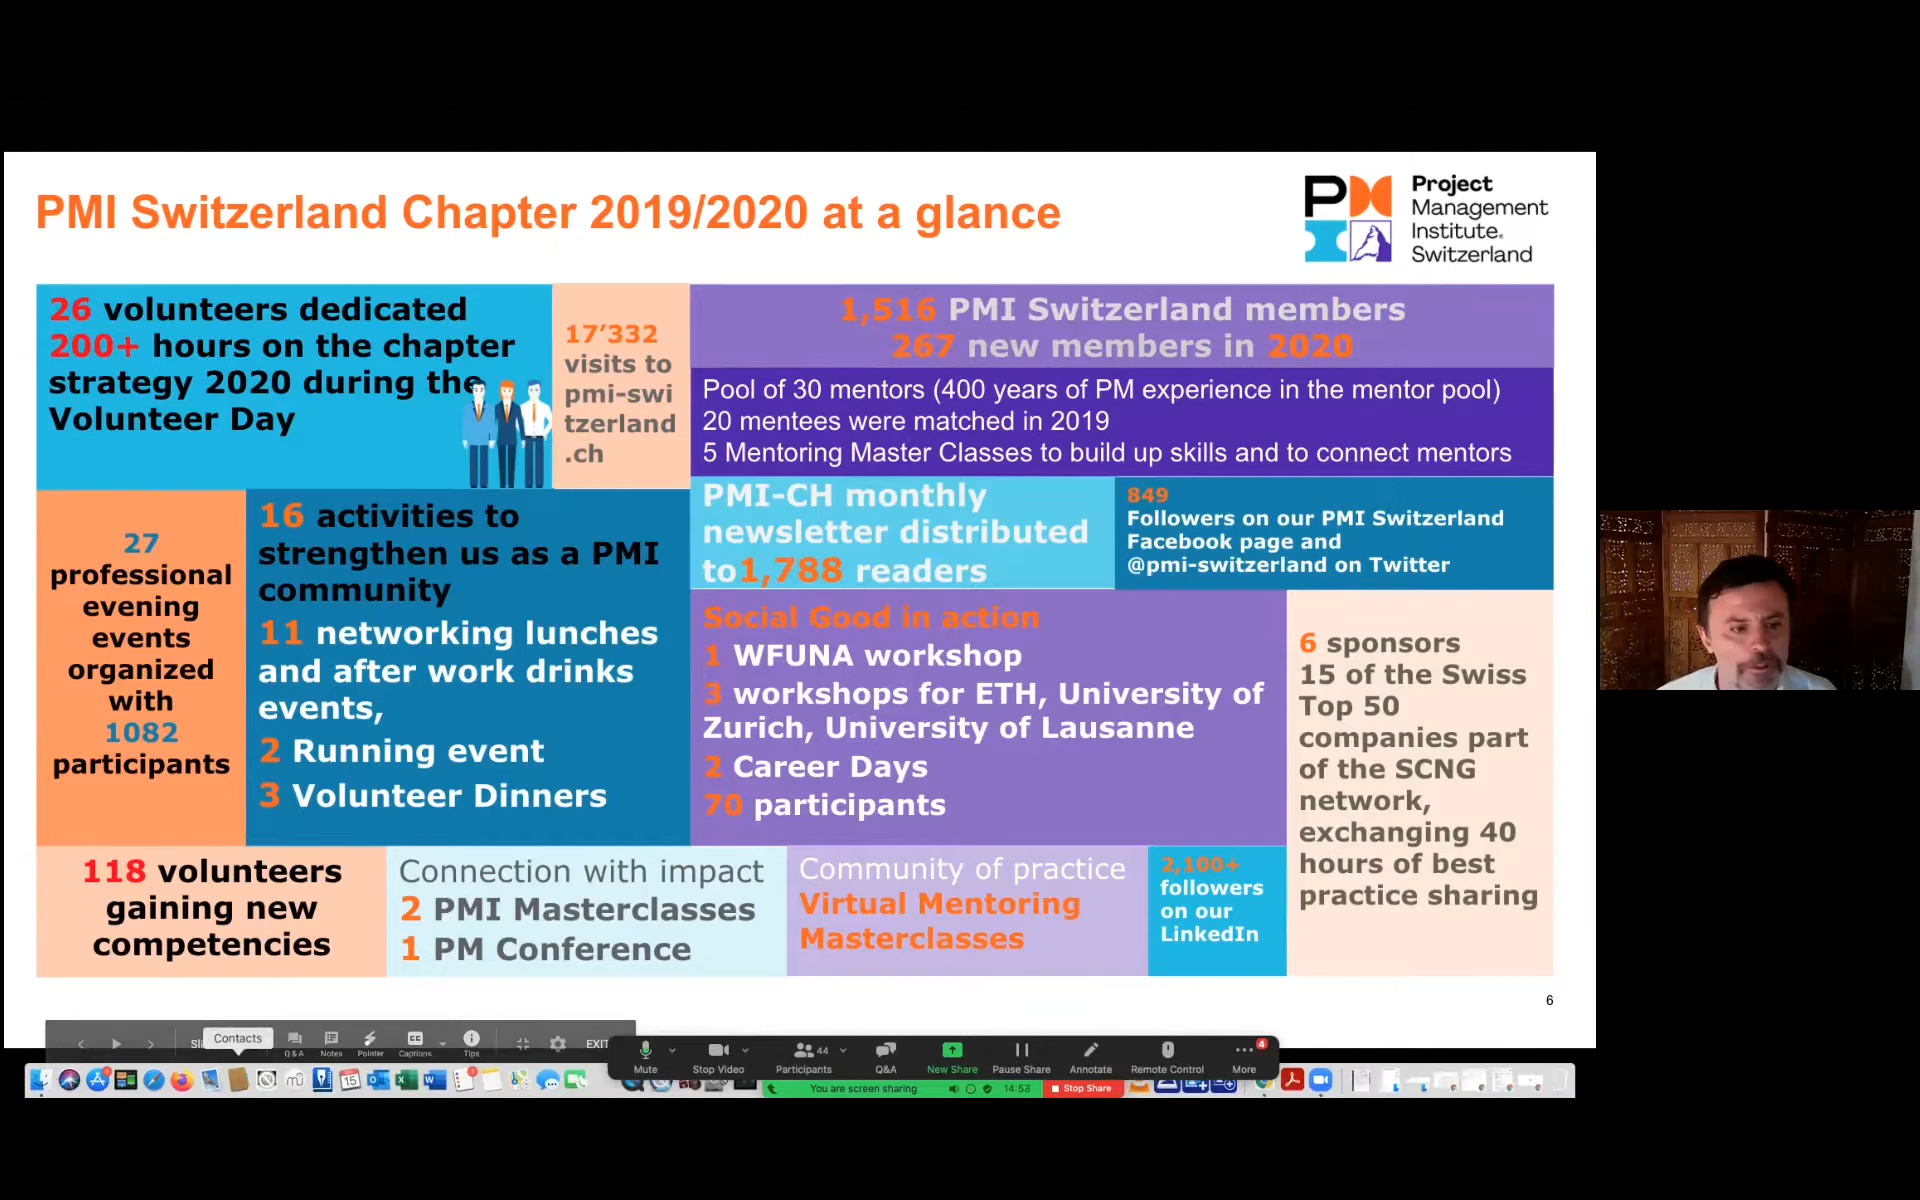 PMI Switzerland Chapter 2019/2020 at a glance
Project
Management
Institute.
Switzerland
26 volunteers dedicated
200+ hours on the chapter
strategy 2020 during the
Volunteer Day
17’332
visits to
pmi-swi
tzerland
.ch
1,516 PMI Switzerland members
267 new members in 2020
Pool of 30 mentors (400 years of PM experience in the mentor pool)
20 mentees were matched in 2019
5 Mentoring Master Classes to build up skills and to connect mentors
PMI-CH monthly
newsletter distributed
to1,788 readers
849
Followers on our PMI Switzerland
Facebook page and
@pmi-switzerland on Twitter
27
professional
evening
events
organized
with
1082
participants
16 activities to
strengthen us as a PMI
community
11 networking lunches
and after work drinks
events,
2 Running event
3 Volunteer Dinners
Social Good in action
1 WFUNA workshop
3 workshops for ETH, University of
Zurich, University of Lausanne
2 Career Days
70 participants
6 sponsors
15 of the Swiss
Top 50
companies part
of the SCNG
network,
exchanging 40
hours of best
practice sharing
118 volunteers
gaining new
competencies
Connection with impact
2 PMI Masterclasses
1 PM Conference
Community of practice
Virtual Mentoring
Masterclasses
2,100+
followers
on our
LinkedIn
6
Contacts
Q&A Notes Pointer Captions Tips EXIT
44
4
Mute Stop Video Participants Q&A New Share Pause Share Annotate Remote Control More
15
You are screen sharing 14:53 Stop Share